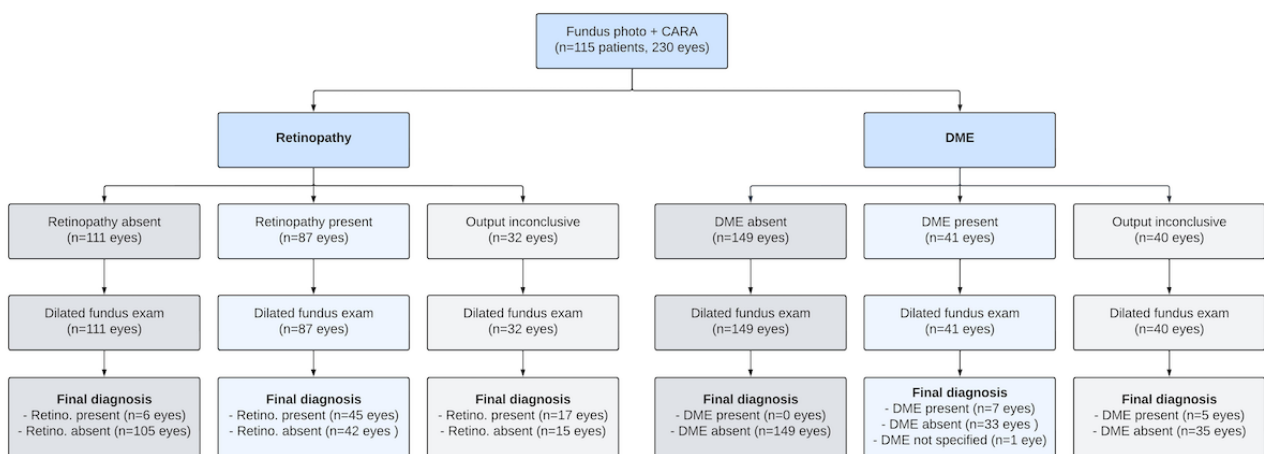 Fundus photo + CARA
(n=115 patients, 230 eyes)
Retinopathy
DME
Retinopathy absent
(n=111 eyes)
Retinopathy present
(n=87 eyes)
Output inconclusive
(n=32 eyes)
DME absent
(n=149 eyes)
DME present
(n=41 eyes)
Output inconclusive
(n=40 eyes)
Dilated fundus exam
(n=111 eyes)
Dilated fundus exam
(n=87 eyes)
Dilated fundus exam
(n=32 eyes)
Dilated fundus exam
(n=149 eyes)
Dilated fundus exam
(n=41 eyes)
Dilated fundus exam
(n=40 eyes)
Final diagnosis
- Retino. present (n=6 eyes)
- Retino. absent (n=105 eyes)
Final diagnosis
- Retino. present (n=45 eyes)
- Retino. absent (n=42 eyes )
Final diagnosis
- Retino. present (n=17 eyes)
- Retino. absent (n=15 eyes)
Final diagnosis
- DME present (n=0 eyes)
- DME absent (n=149 eyes)
Final diagnosis
- DME present (n=7 eyes)
- DME absent (n=33 eyes )
- DME not specified (n=1 eye)
Final diagnosis
- DME present (n=5 eyes)
- DME absent (n=35 eyes)